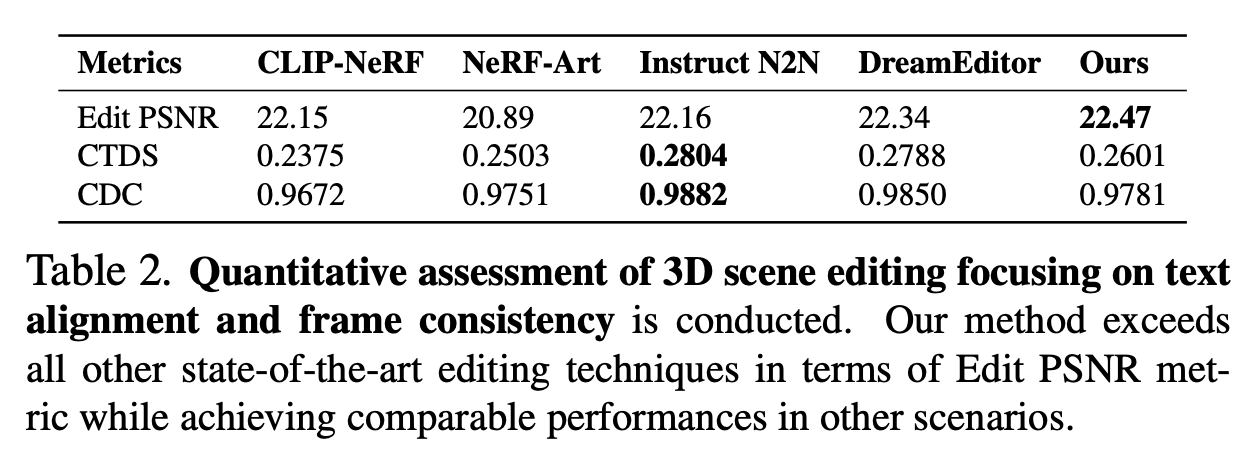 Metrics CLIP-NeRF NeRF-Art Instruct N2N DreamEditor Ours
Edit PSNR 22.15 20.89 22.16 22.34 22.47
CTDS 0.2375 0.2503 0.2804 0.2788 0.2601
CDC 0.9672 0.9751 0.9882 0.9850 0.9781
Table 2. Quantitative assessment of 3D scene editing focusing on text
alignment and frame consistency is conducted. Our method exceeds
all other state-of-the-art editing techniques in terms of Edit PSNR met-
ric while achieving comparable performances in other scenarios.